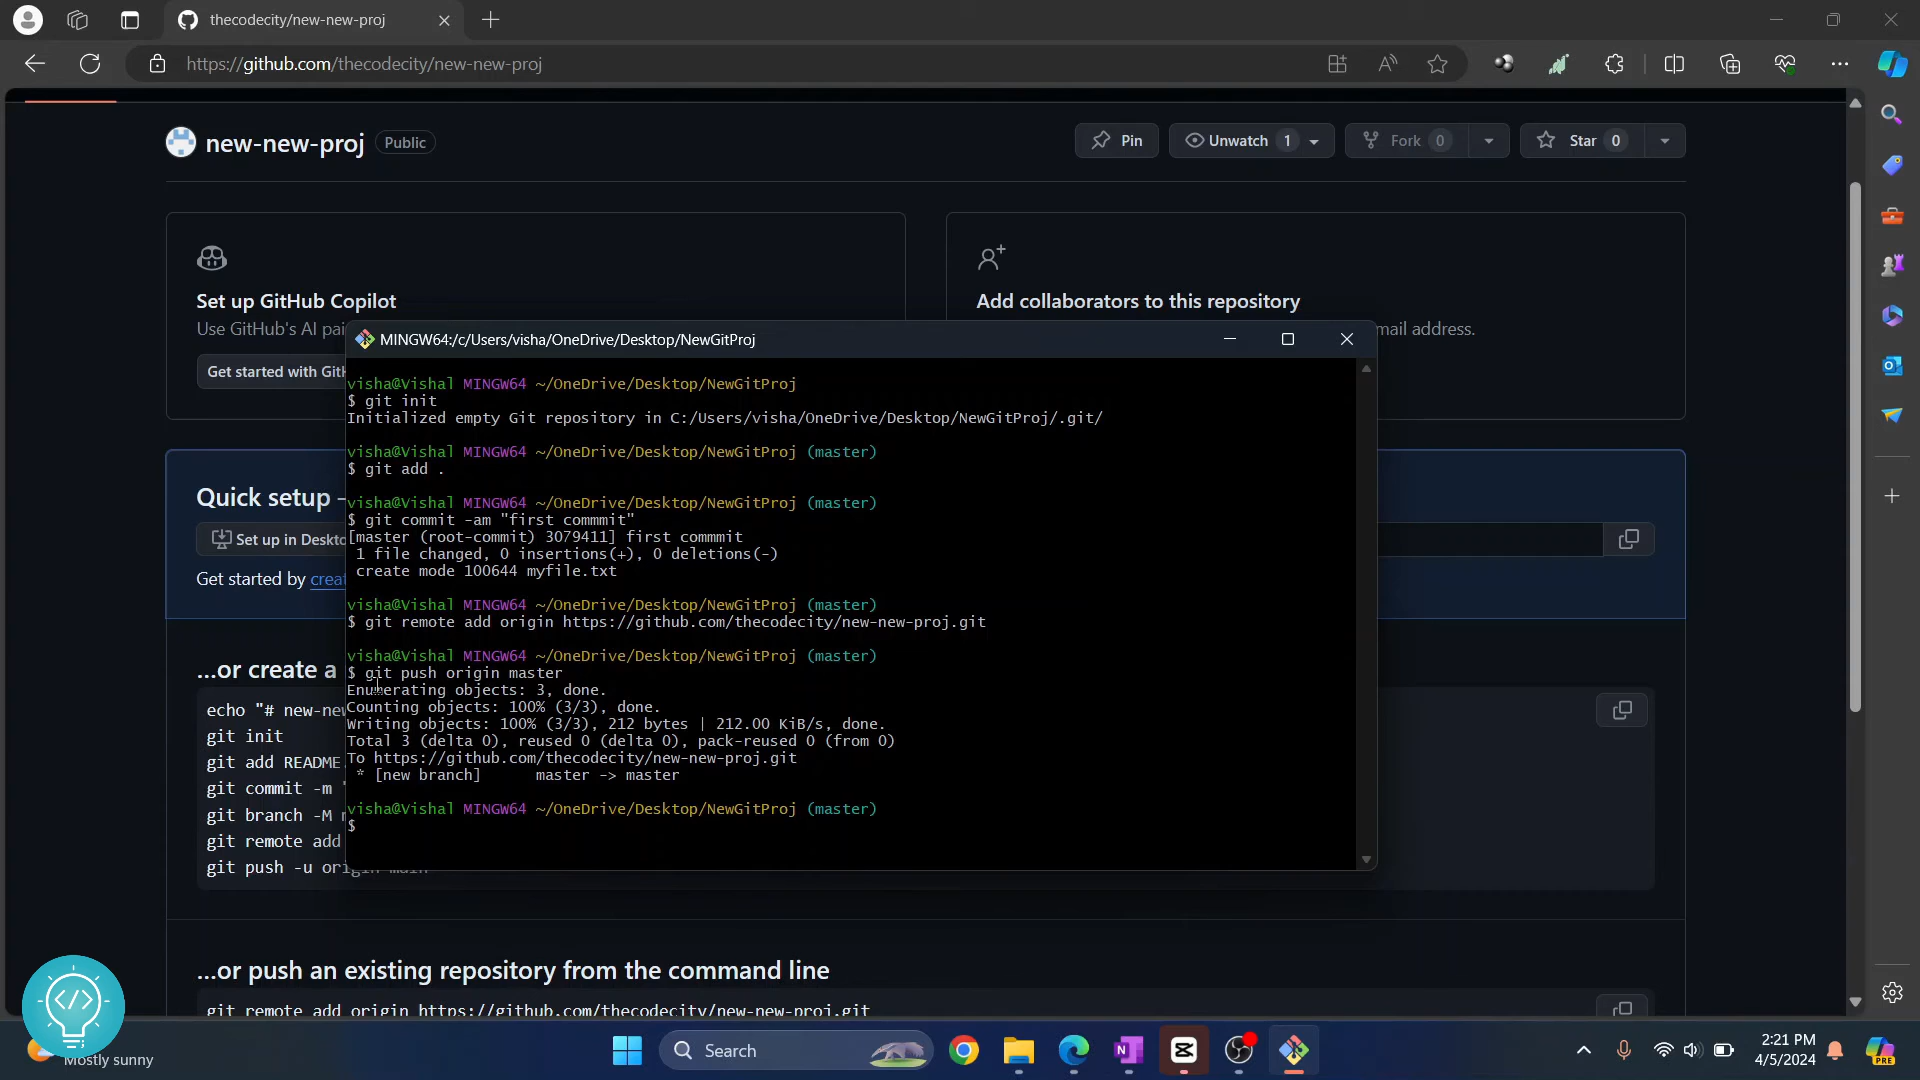 thecodecity/new-new-proj
https://github.com/thecodecity/new-new-proj
new-new-proj Public
Pin
Unwatch 1
Fork 0
Star 0
Set up GitHub Copilot
Use GitHub's AI
Get started with
Add collaborators to this repository
mail address.
MINGW64:/c/Users/visha/OneDrive/Desktop/NewGitProj
visha@Vishal MINGW64 ~/OneDrive/Desktop/NewGitProj
$ git init
Initialized empty Git repository in C:/Users/visha/OneDrive/Desktop/NewGitProj/.git/
visha@Vishal MINGW64 ~/OneDrive/Desktop/NewGitProj (master)
$ git add .
visha@Vishal MINGW64 ~/OneDrive/Desktop/NewGitProj (master)
$ git commit -am "first commmit"
[master (root-commit) 3079411] first commmit
1 file changed, 0 insertions(+), 0 deletions(-)
create mode 100644 myfile.txt
visha@Vishal MINGW64 ~/OneDrive/Desktop/NewGitProj (master)
$ git remote add origin https://github.com/thecodecity/new-new-proj.git
visha@Vishal MINGW64 ~/OneDrive/Desktop/NewGitProj (master)
$ git push origin master
Enumerating objects: 3, done.
Counting objects: 100% (3/3), done.
Writing objects: 100% (3/3), 212 bytes | 212.00 KiB/s, done.
Total 3 (delta 0), reused 0 (delta 0), pack-reused 0 (from 0)
To https://github.com/thecodecity/new-new-proj.git
* [new branch] master -> master
visha@Vishal MINGW64 ~/OneDrive/Desktop/NewGitProj (master)
$
Quick setup –
Set up in
Get started by
...or create a
echo "# new-
git init
git add README.
git commit -m "
git branch -M
git remote add
git push -u origin main
...or push an existing repository from the command line
git remote add origin https://github.com/thecodecity/new-new-proj.git
Mostly sunny
Search
2:21 PM
4/5/2024
PRE